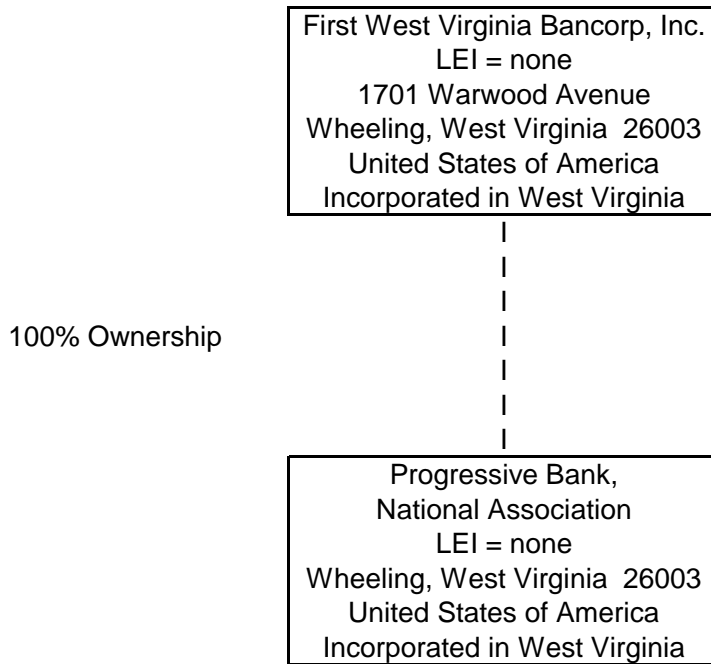 First West Virginia Bancorp, Inc.
LEI = none
1701 Warwood Avenue
Wheeling, West Virginia 26003
United States of America
Incorporated in West Virginia
100% Ownership
Progressive Bank,
National Association
LEI = none
Wheeling, West Virginia 26003
United States of America
Incorporated in West Virginia